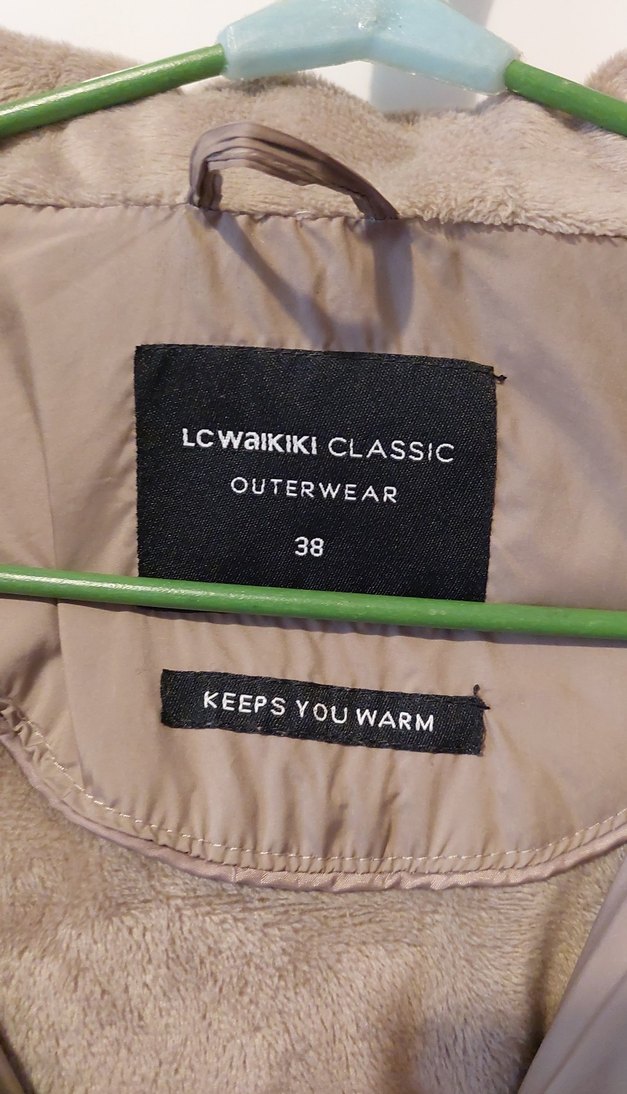 LCWaIKIKI CLASSIC
OUTERWEAR
38
KEEPS YOU WARM